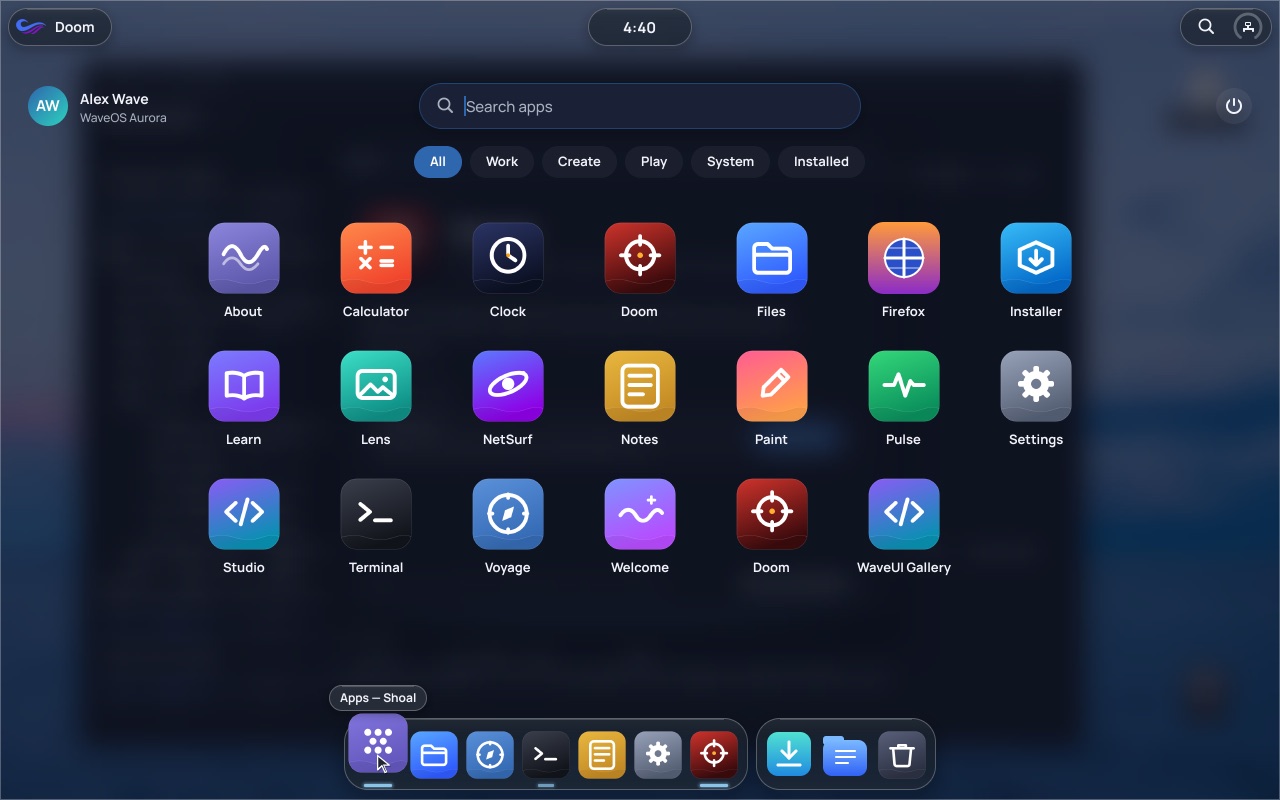 Doom
4:40
AW
Alex Wave
WaveOS Aurora
Search apps
All
Work
Create
Play
System
Installed
About
Calculator
Clock
Doom
Files
Firefox
Installer
Learn
Lens
NetSurf
Notes
Paint
Pulse
Settings
Studio
Terminal
Voyage
Welcome
Doom
WaveUI Gallery
Apps — Shoal